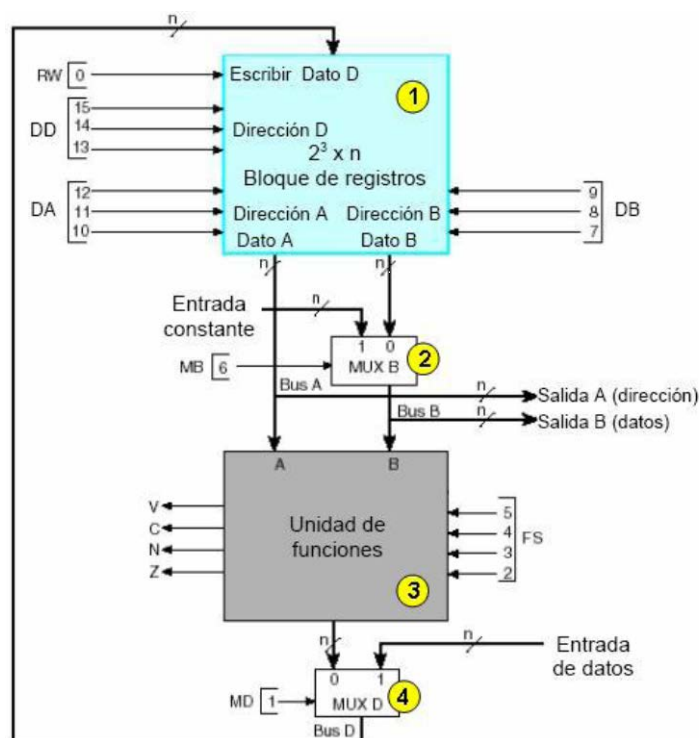 n
RW 0
Escribir Dato D
1
15
DD 14
Dirección D
13
2³ x n
Bloque de registros
12
DA 11
10
Dirección A Dirección B
Dato A Dato B
9
8 DB
7
n n
Entrada
constante
n
1 0
MUX B
2
MB 6
Bus A
n
Salida A (dirección)
Bus B
n
Salida B (datos)
A B
V
C
N
Z
Unidad de
funciones
5
4
3
2
FS
3
n
n
Entrada
de datos
0 1
MUX D
4
MD 1
Bus D